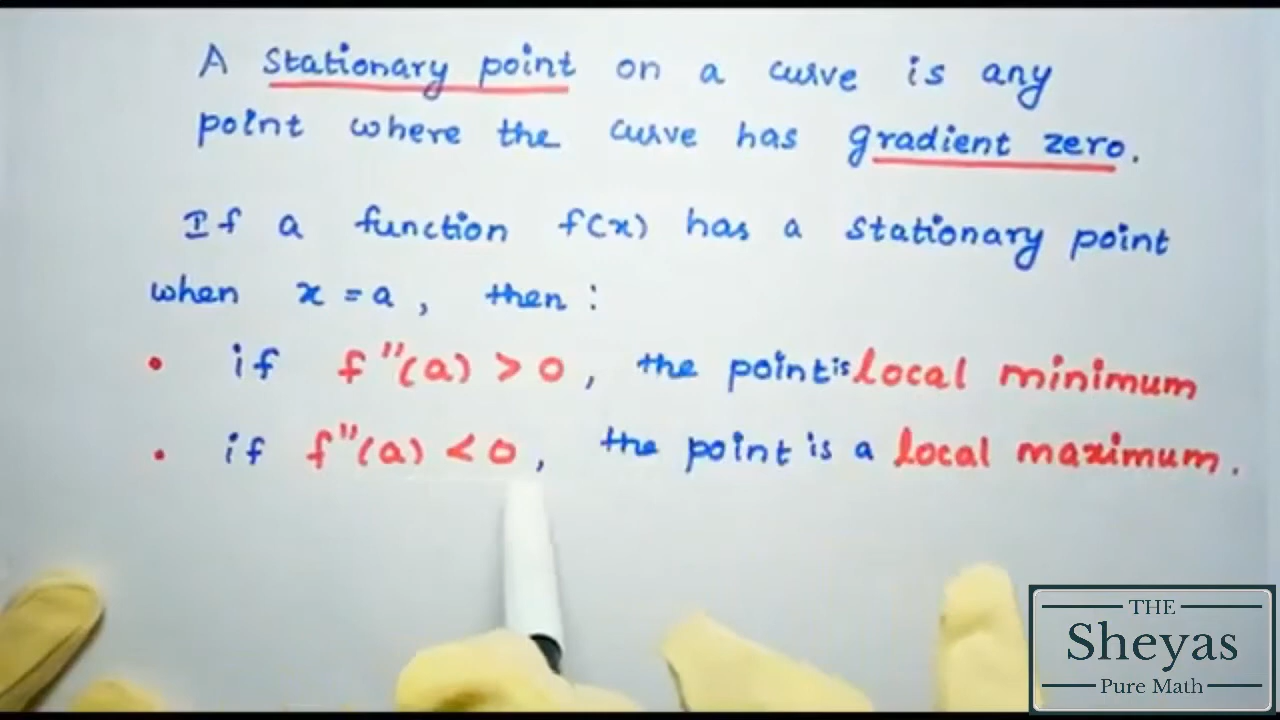 A stationary point on a curve is any
point where the curve has gradient zero.
If a function f(x) has a stationary point
when x = a, then :
• if f"(a) > 0, the point is local minimum
• if f"(a) < 0, the point is a local maximum.
THE
Sheyas
Pure Math